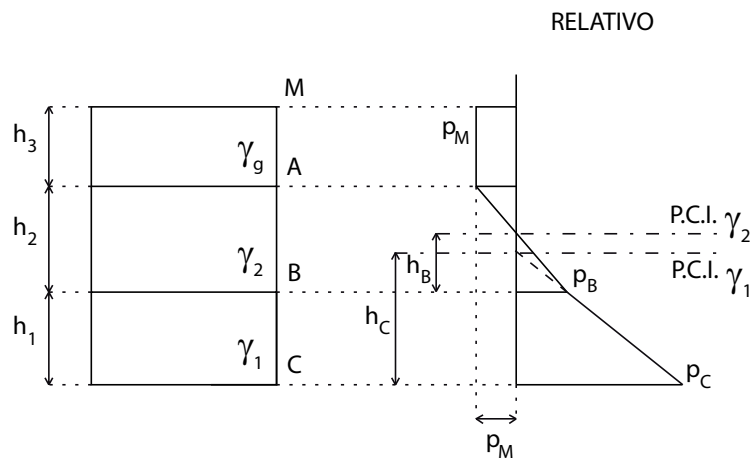 RELATIVO
M
h₃
γg
A
pM
h₂
γ₂
B
hB
P.C.I. γ₂
P.C.I. γ₁
pB
h₁
γ₁
C
hC
pC
pM